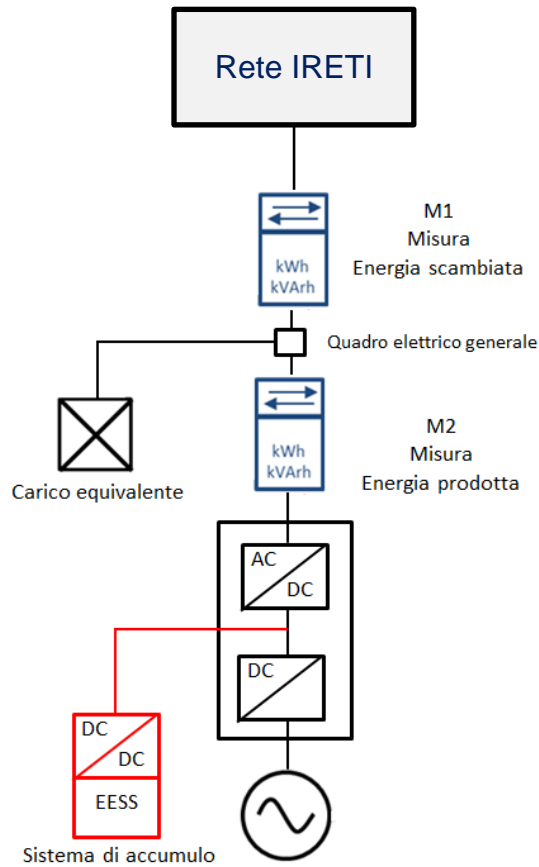 Rete IRETI
M1
Misura
Energia scambiata
kWh
kVArh
Quadro elettrico generale
M2
Misura
Energia prodotta
kWh
kVArh
Carico equivalente
AC
DC
DC
DC
DC
EESS
Sistema di accumulo